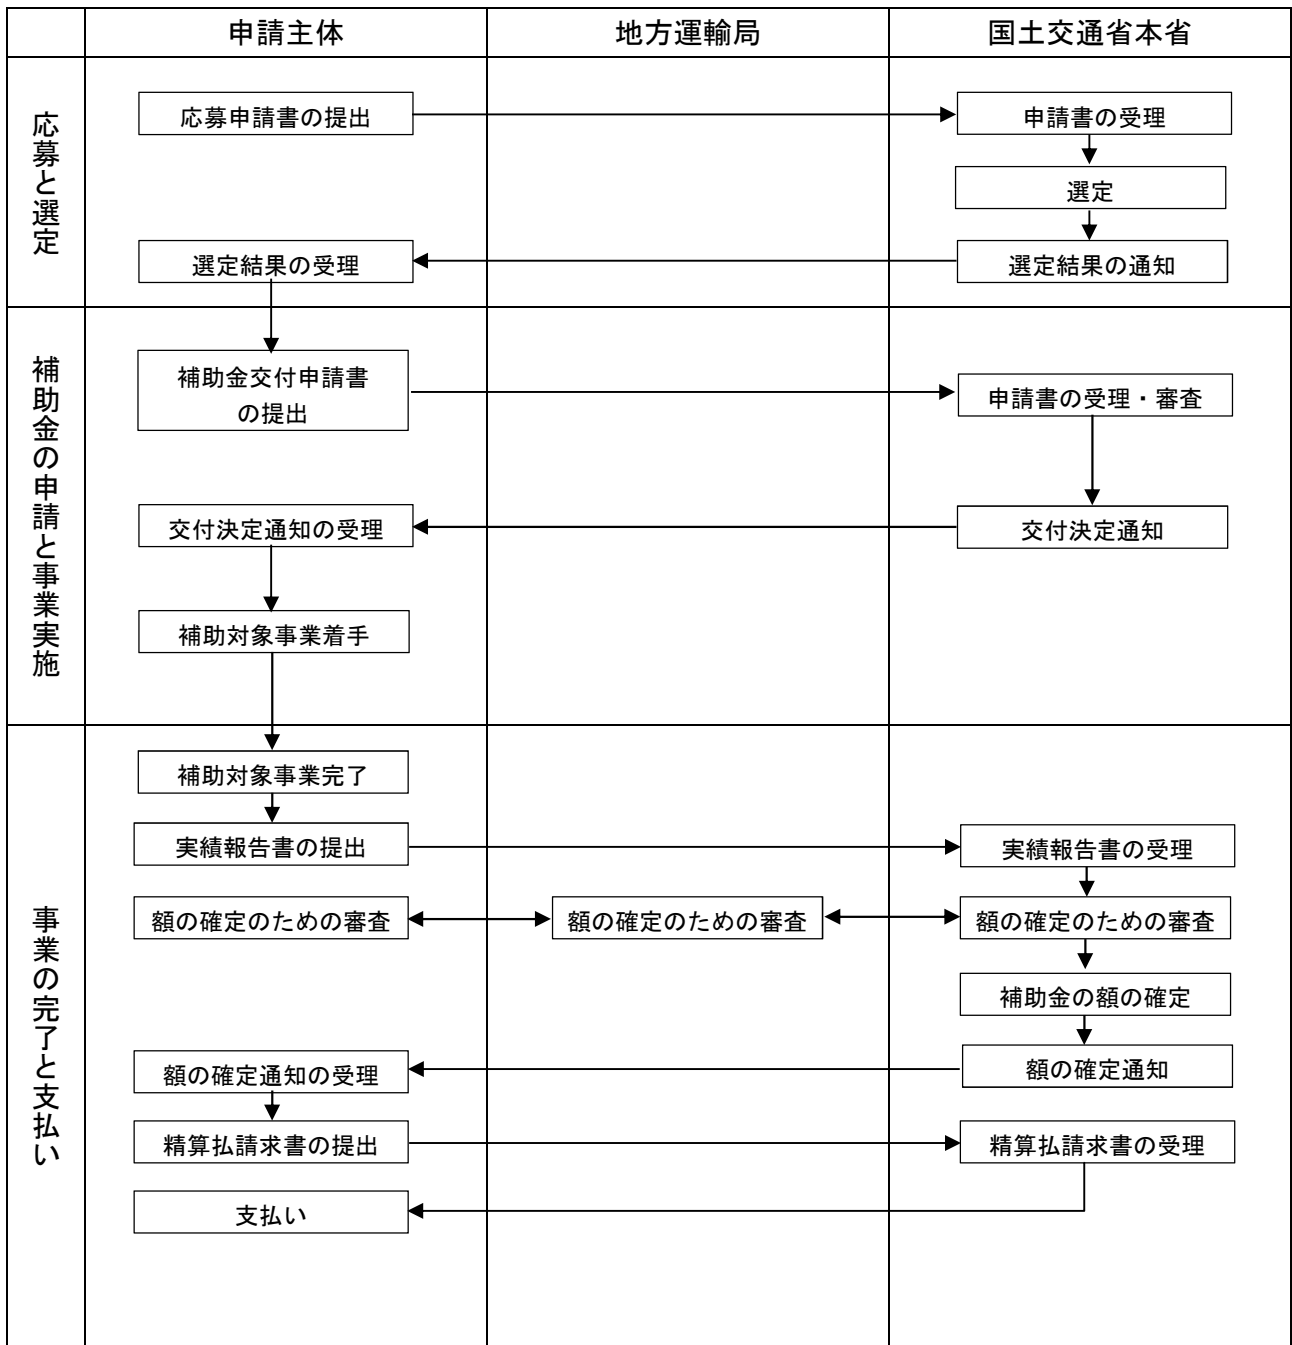 申請主体
地方運輸局
国土交通省本省
応募と選定
応募申請書の提出
申請書の受理
選定
選定結果の受理
選定結果の通知
補助金の申請と事業実施
補助金交付申請書
の提出
申請書の受理・審査
交付決定通知の受理
交付決定通知
補助対象事業着手
事業の完了と支払い
補助対象事業完了
実績報告書の提出
実績報告書の受理
額の確定のための審査
額の確定のための審査
額の確定のための審査
補助金の額の確定
額の確定通知の受理
額の確定通知
精算払請求書の提出
精算払請求書の受理
支払い